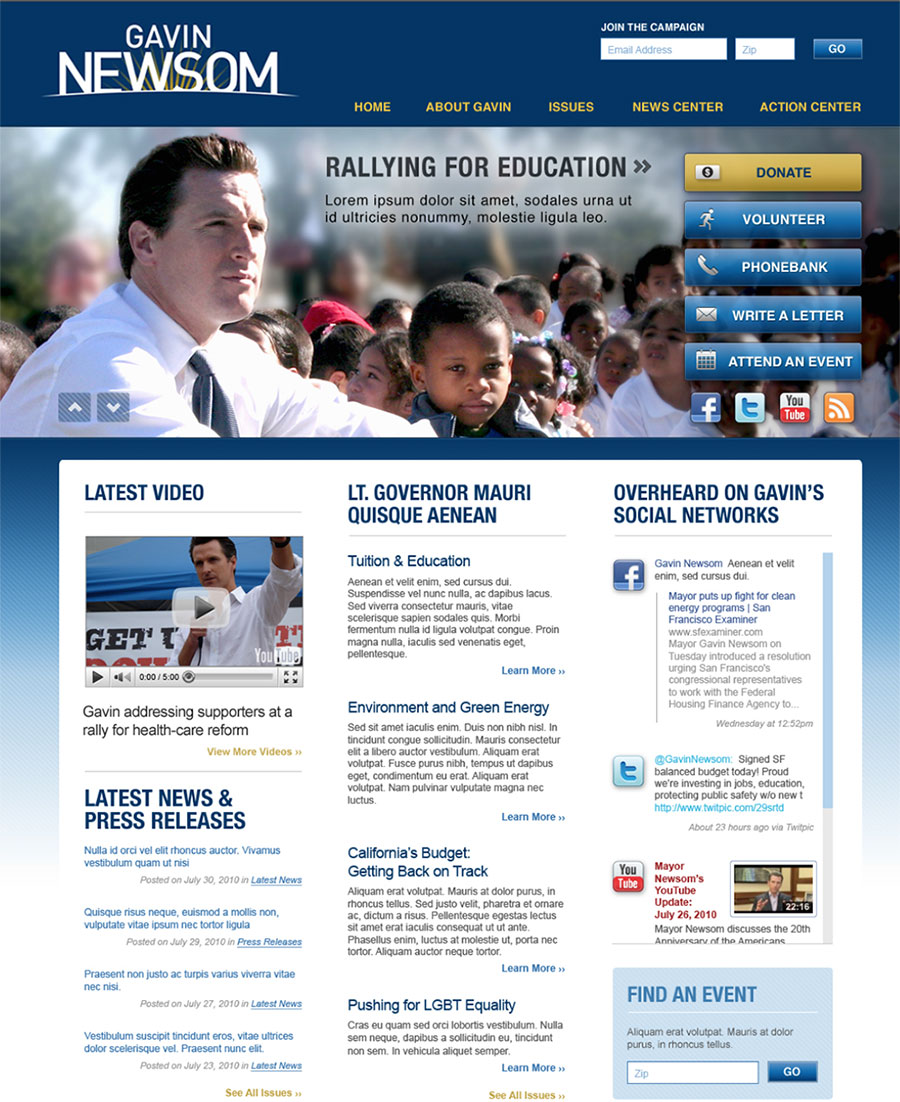 GAVIN
NEWSOM
JOIN THE CAMPAIGN
Email Address
Zip
GO
HOME
ABOUT GAVIN
ISSUES
NEWS CENTER
ACTION CENTER
RALLYING FOR EDUCATION »
Lorem ipsum dolor sit amet, sodales urna ut
id ultricies nonummy, molestie ligula leo.
DONATE
VOLUNTEER
PHONEBANK
WRITE A LETTER
ATTEND AN EVENT
You
Tube
LATEST VIDEO
GET
You Tube
0:00 / 5:00
Gavin addressing supporters at a
rally for health-care reform
View More Videos ››
LATEST NEWS &
PRESS RELEASES
Nulla id orci vel elit rhoncus auctor. Vivamus
vestibulum quam ut nisi
Posted on July 30, 2010 in Latest News
Quisque risus neque, euismod a mollis non,
vulputate vitae ipsum nec tortor ligula
Posted on July 29, 2010 in Press Releases
Praesent non justo ac turpis varius viverra vitae
nec nisi.
Posted on July 27, 2010 in Latest News
Vestibulum suscipit tincidunt eros, vitae ultrices
dolor scelerisque vel. Praesent nunc elit.
Posted on July 23, 2010 in Latest News
See All Issues ››
LT. GOVERNOR MAURI
QUISQUE AENEAN
Tuition & Education
Aenean et velit enim, sed cursus dui.
Suspendisse vel nunc nulla, ac dapibus lacus.
Sed viverra consectetur mauris, vitae
scelerisque sapien sodales quis. Morbi
fermentum nulla id ligula volutpat congue. Proin
magna nulla, iaculis sed venenatis eget,
pellentesque.
Learn More ››
Environment and Green Energy
Sed sit amet iaculis enim. Duis non nibh nisl. In
tincidunt congue sollicitudin. Mauris consectetur
elit a libero auctor vestibulum. Aliquam erat
volutpat. Fusce purus nibh, tempus ut dapibus
eget, condimentum eu erat. Aliquam erat
volutpat. Nam pulvinar vulputate magna nec
luctus.
Learn More ››
California's Budget:
Getting Back on Track
Aliquam erat volutpat. Mauris at dolor purus, in
rhoncus tellus. Sed justo velit, pharetra et ornare
ac, dictum a risus. Pellentesque egestas lectus
sit amet erat iaculis consequat ut ut ante.
Phasellus enim, luctus at molestie ut, porta nec
tortor. Aliquam auctor neque tortor.
Learn More ››
Pushing for LGBT Equality
Cras eu quam sed orci lobortis vestibulum. Nulla
sem neque, dapibus a sollicitudin eu, tincidunt
non sem. In vehicula aliquet semper.
Learn More ››
See All Issues ››
OVERHEARD ON GAVIN'S
SOCIAL NETWORKS
Gavin Newsom Aenean et velit
enim, sed cursus dui.
Mayor puts up fight for clean
energy programs | San
Francisco Examiner
www.sfexaminer.com
Mayor Gavin Newsom on
Tuesday introduced a resolution
urging San Francisco's
congressional representatives
to work with the Federal
Housing Finance Agency to...
Wednesday at 12:52pm
@GavinNewsom: Signed SF
balanced budget today! Proud
we're investing in jobs, education,
protecting public safety w/o new t
http://www.twitpic.com/29srtd
About 23 hours ago via Twitpic
You
Tube
Mayor
Newsom's
YouTube
Update:
July 26, 2010
22:16
Mayor Newsom discusses the 20th
Anniversary of the Americans
FIND AN EVENT
Aliquam erat volutpat. Mauris at dolor
purus, in rhoncus tellus.
Zip
GO